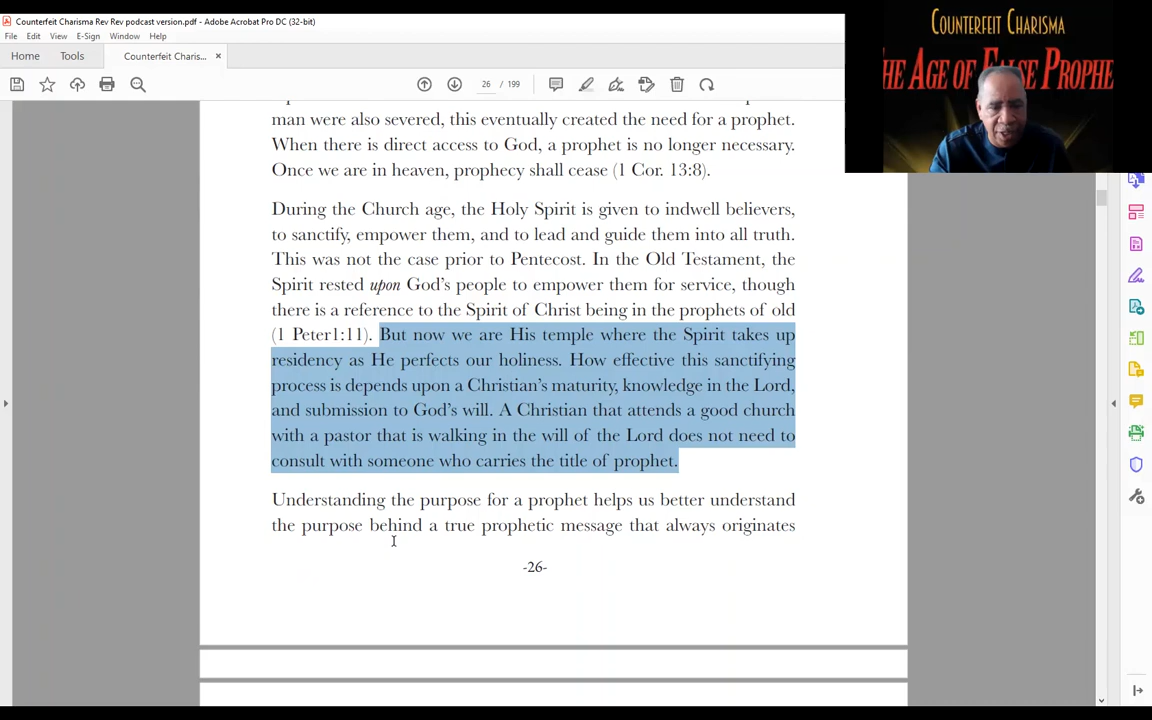 Counterfeit Charisma Rev Rev podcast version.pdf - Adobe Acrobat Pro DC (32-bit)
File Edit View E-Sign Window Help
Home Tools Counterfeit Charis... ×
26 / 199
COUNTERFEIT CHARISMA
HE AGE OF FALSE PROPHE
man were also severed, this eventually created the need for a prophet.
When there is direct access to God, a prophet is no longer necessary.
Once we are in heaven, prophecy shall cease (1 Cor. 13:8).
During the Church age, the Holy Spirit is given to indwell believers,
to sanctify, empower them, and to lead and guide them into all truth.
This was not the case prior to Pentecost. In the Old Testament, the
Spirit rested upon God's people to empower them for service, though
there is a reference to the Spirit of Christ being in the prophets of old
(1 Peter1:11). But now we are His temple where the Spirit takes up
residency as He perfects our holiness. How effective this sanctifying
process is depends upon a Christian's maturity, knowledge in the Lord,
and submission to God's will. A Christian that attends a good church
with a pastor that is walking in the will of the Lord does not need to
consult with someone who carries the title of prophet.
Understanding the purpose for a prophet helps us better understand
the purpose behind a true prophetic message that always originates
-26-